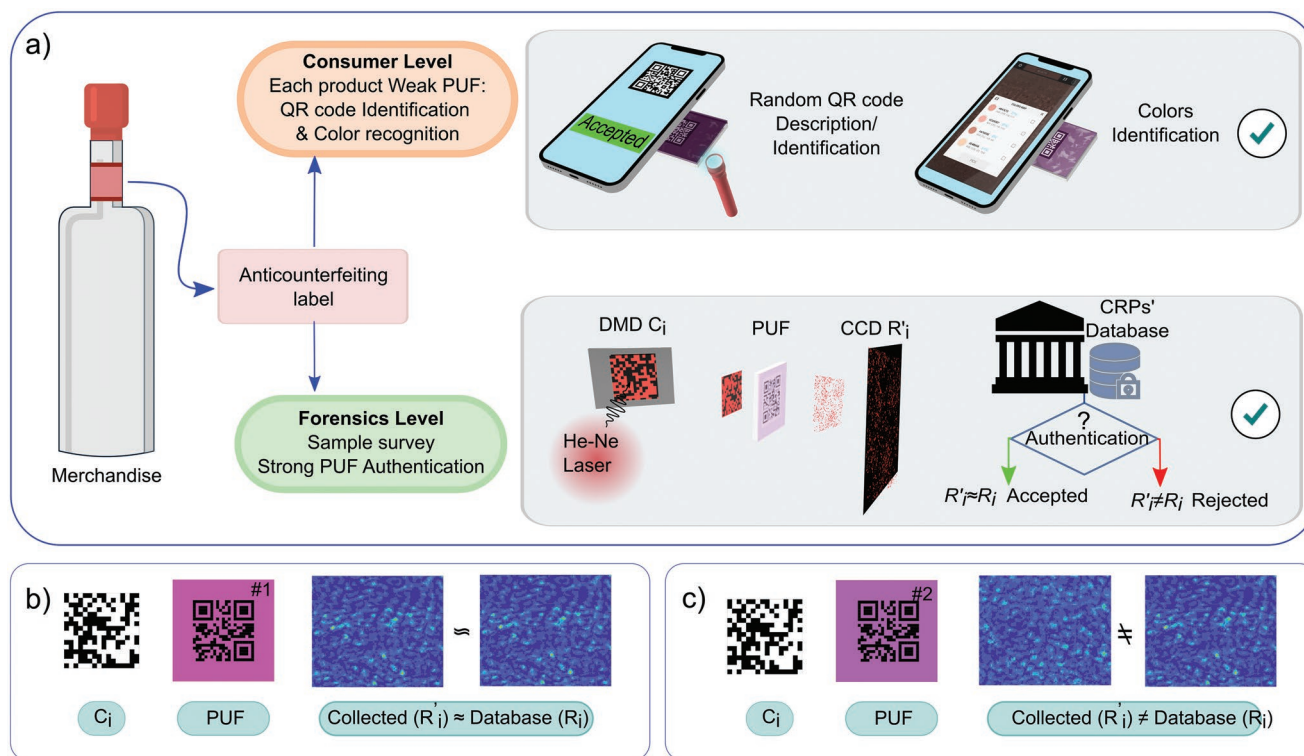 a)
Consumer Level
Each product Weak PUF:
QR code Identification
& Color recognition
Accepted
Random QR code
Description/
Identification
Colors
Identification
Anticounterfeiting
label
Merchandise
Forensics Level
Sample survey
Strong PUF Authentication
DMD Cᵢ
PUF
CCD R'ᵢ
He-Ne
Laser
CRPs'
Database
?
Authentication
R'ᵢ≈Rᵢ Accepted
R'ᵢ≠Rᵢ Rejected
b)
#1
≈
Cᵢ
PUF
Collected (R'ᵢ) ≈ Database (Rᵢ)
c)
#2
≠
Cᵢ
PUF
Collected (R'ᵢ) ≠ Database (Rᵢ)